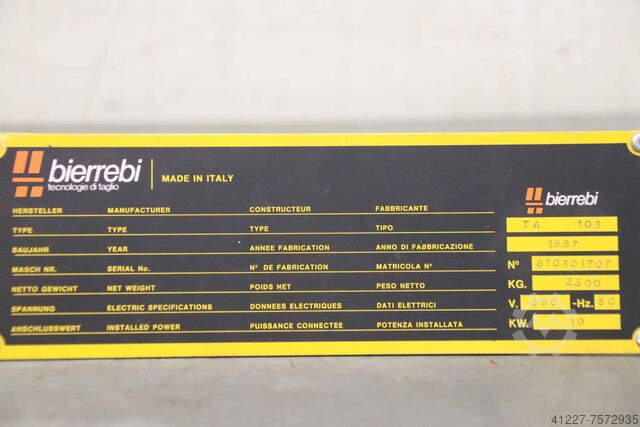 bierrebi
tecnologie di taglio
MADE IN ITALY
bierrebi
HERSTELLER MANUFACTURER CONSTRUCTEUR FABBRICANTE
TYPE TYPE TYPE TIPO TA 103
BAUJAHR YEAR ANNEE FABRICATION ANNO DI FABBRICAZIONE 1987
MASCH NR. SERIAL No. N° DE FABRICATION MATRICOLA N° N° 810301707
NETTO GEWICHT NET WEIGHT POIDS NET PESO NETTO KG. 2300
SPANNUNG ELECTRIC SPECIFICATIONS DONNEES ELECTRIQUES DATI ELETTRICI V. 380 -Hz. 50
ANSCHLUSSWERT INSTALLED POWER PUISSANCE CONNECTEE POTENZA INSTALLATA KW. 10
41227-7572935